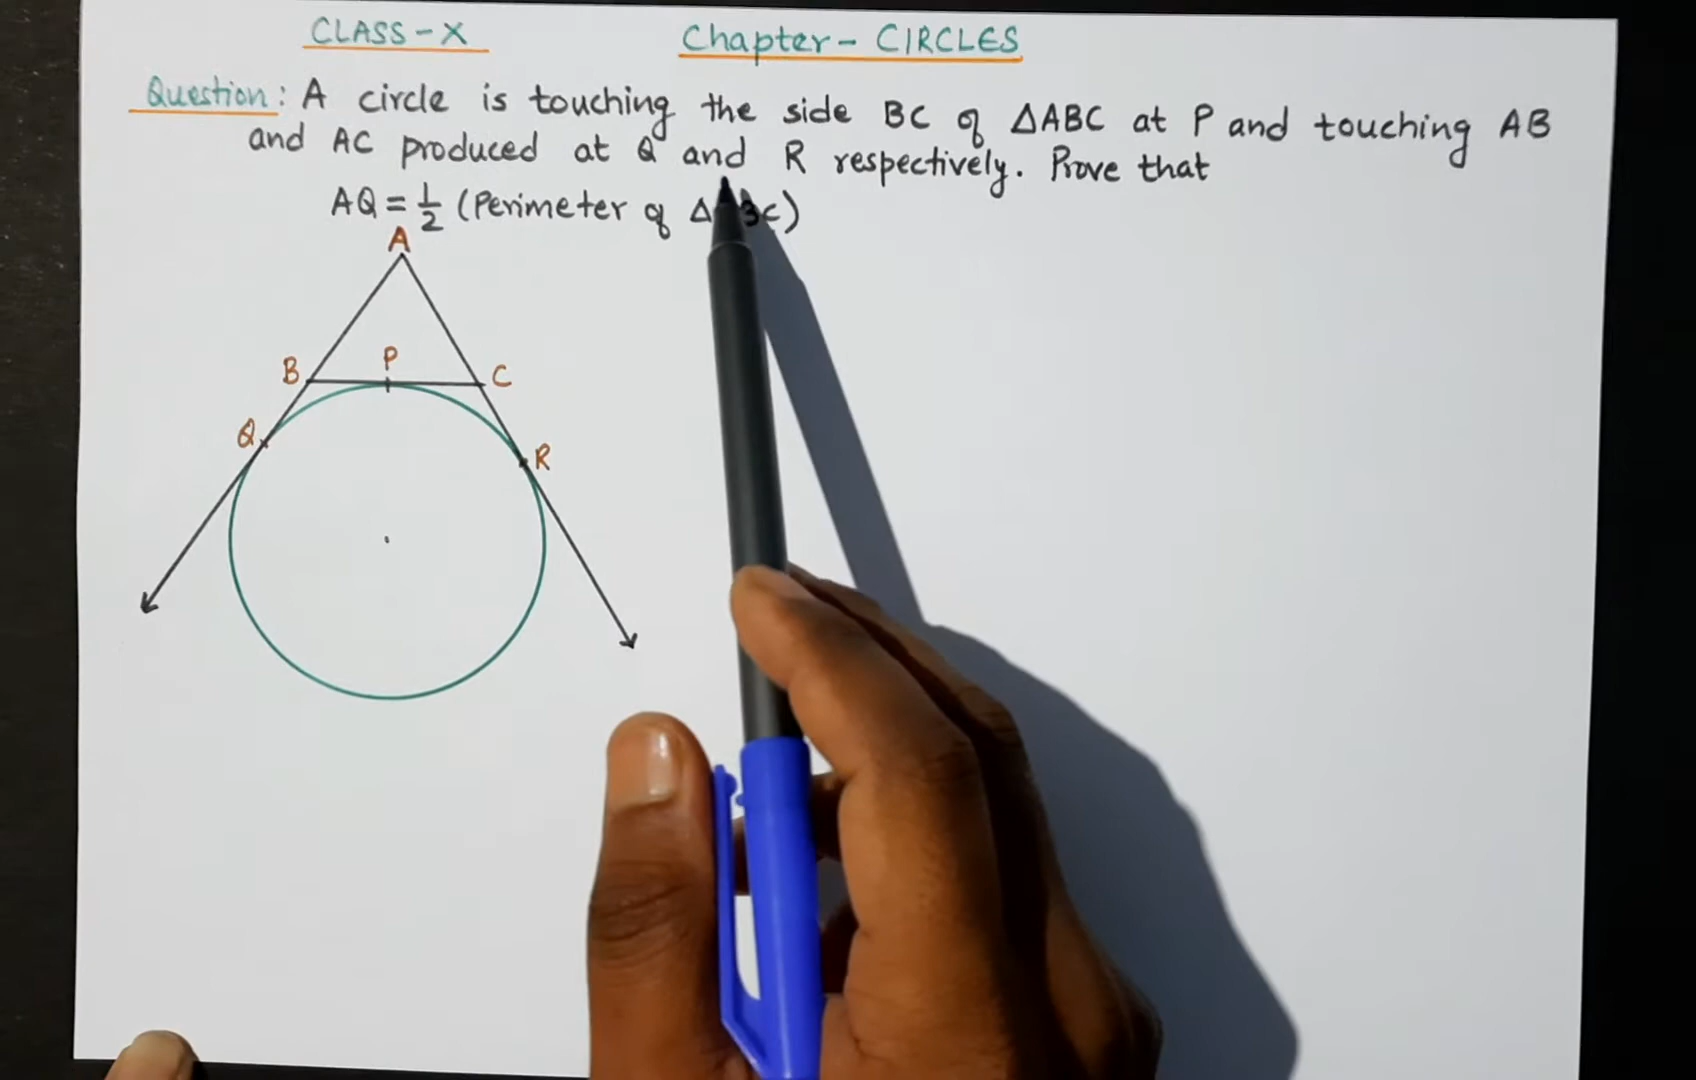 CLASS-X
Chapter- CIRCLES
Question: A circle is touching the side BC of ΔABC at P and touching AB
and AC produced at Q and R respectively. Prove that
AQ = 1/2 (Perimeter of Δ BC)
A
B P C
Q
R